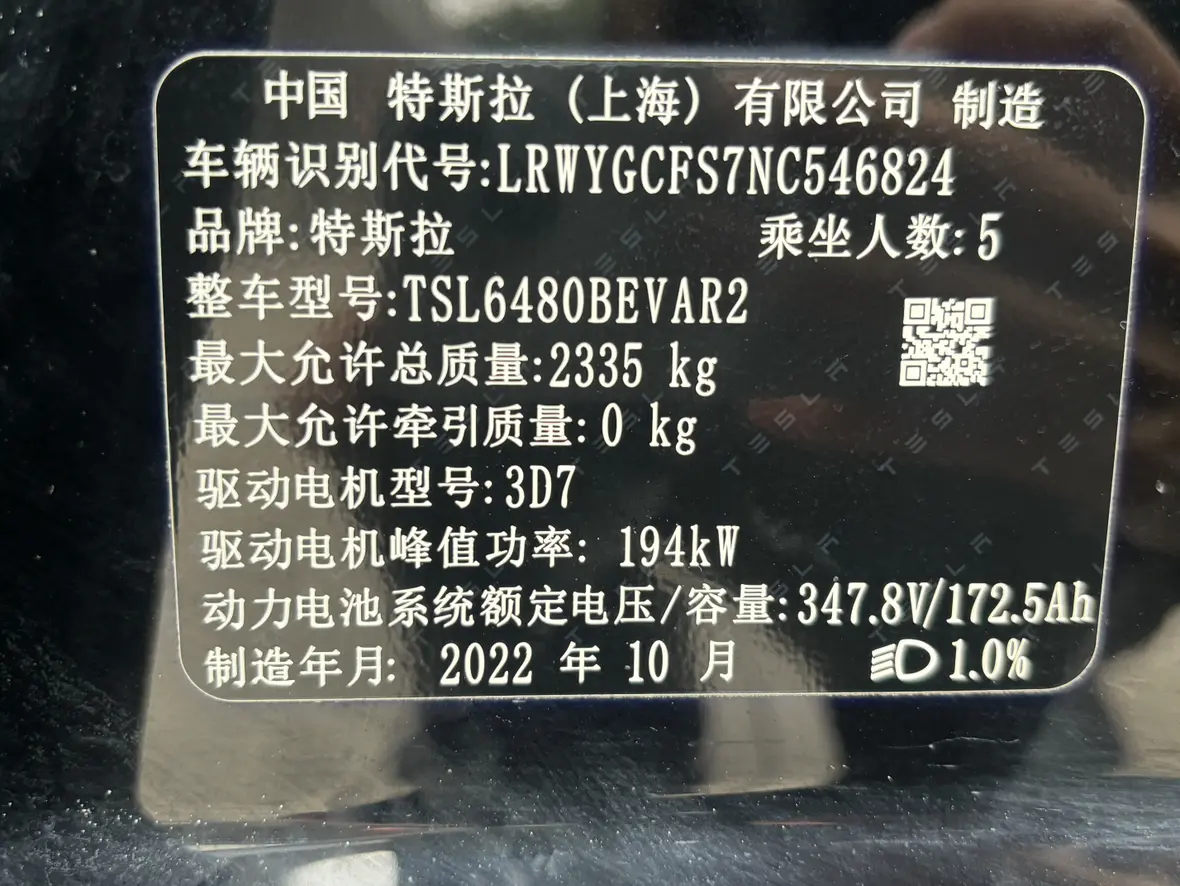 中国 特斯拉（上海）有限公司 制造
车辆识别代号:LRWYGCFS7NC546824
品牌:特斯拉 乘坐人数:5
整车型号:TSL6480BEVAR2
最大允许总质量:2335 kg
最大允许牵引质量:0 kg
驱动电机型号:3D7
驱动电机峰值功率: 194kW
动力电池系统额定电压/容量:347.8V/172.5Ah
制造年月: 2022 年 10 月 1.0%